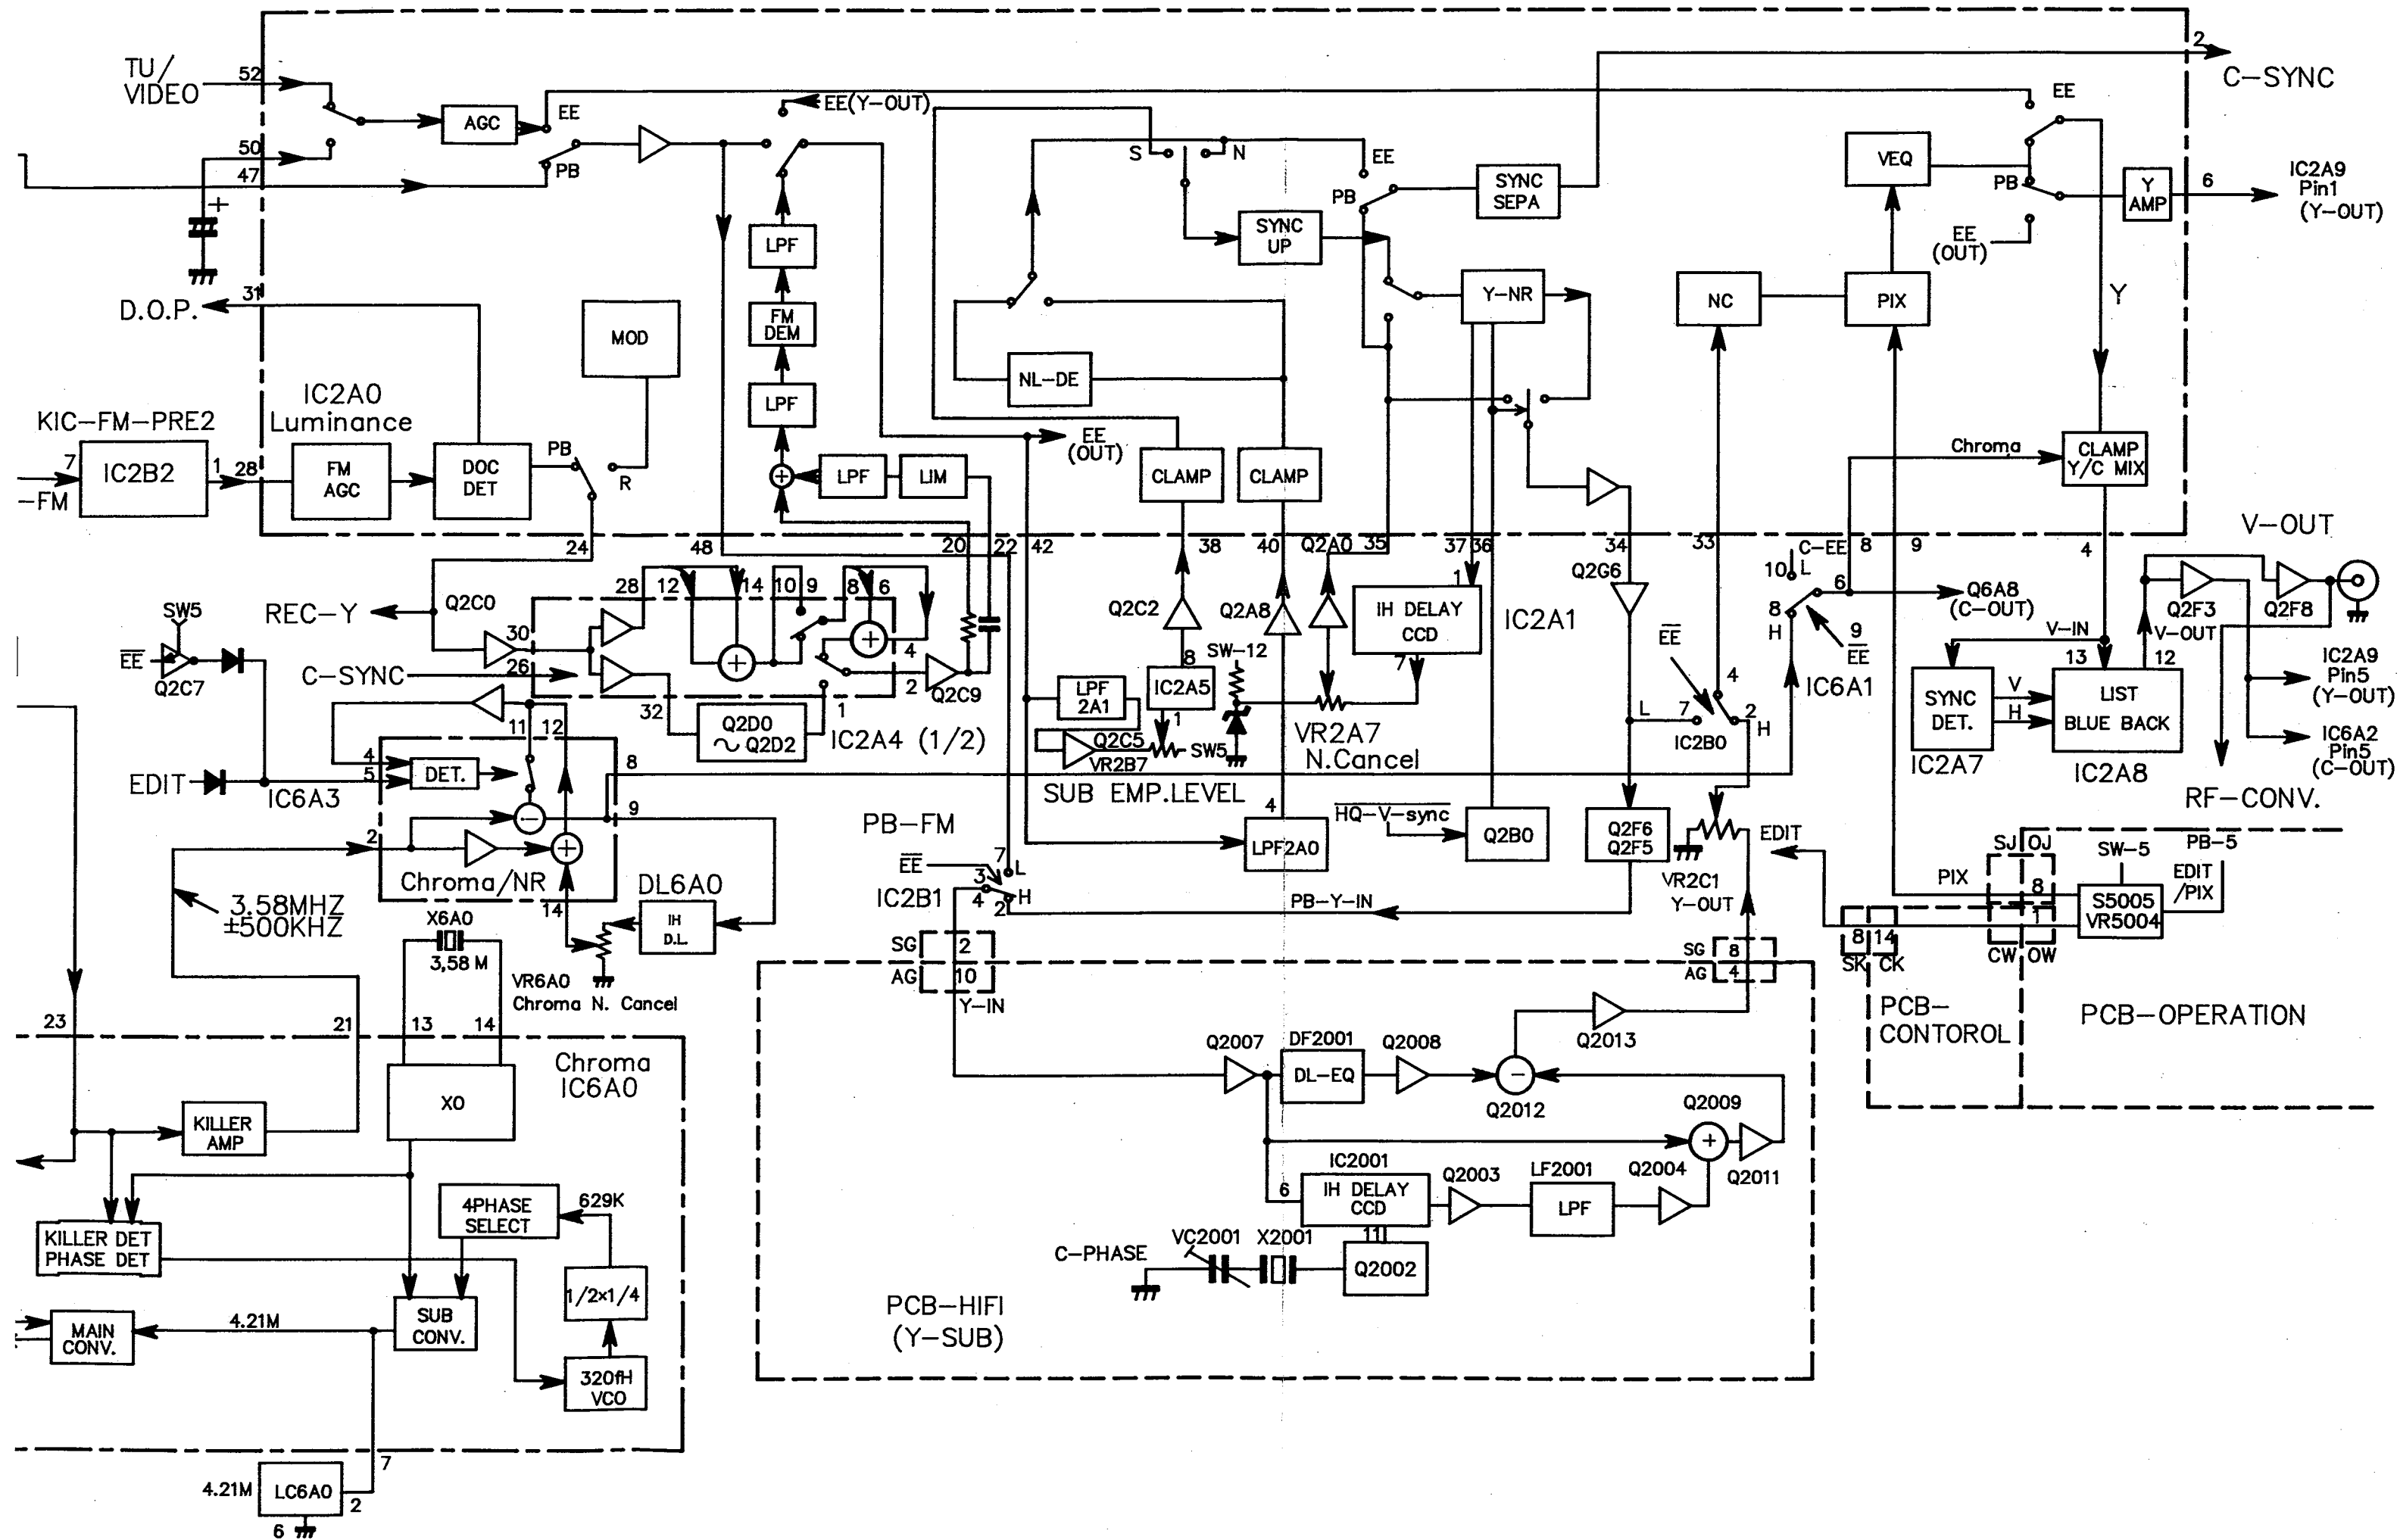 TU/
VIDEO
52
50
47
+
AGC
EE
PB
EE(Y-OUT)
S
N
EE
PB
SYNC
SEPA
SYNC
UP
VEQ
EE
PB
EE
(OUT)
Y
AMP
2
C-SYNC
6
IC2A9
Pin1
(Y-OUT)
31
D.O.P.
MOD
LPF
FM
DEM
LPF
NL-DE
Y-NR
NC
PIX
Y
KIC-FM-PRE2
IC2A0
Luminance
7
IC2B2
1
28
-FM
FM
AGC
DOC
DET
PB
R
LPF
LIM
EE
(OUT)
CLAMP
CLAMP
Chroma
CLAMP
Y/C MIX
V-OUT
24
48
20
22
42
38
40
Q2A0
35
37
36
34
33
C-EE
8
9
4
REC-Y
Q2C0
30
28
12
14
10
9
8
6
4
2
1
26
32
C-SYNC
SW5
EE
Q2C7
Q2C9
Q2D0
~ Q2D2
IC2A4 (1/2)
EDIT
IC6A3
4
5
DET.
11
12
8
9
2
14
Chroma/NR
LPF
2A1
Q2C5
VR2B7
SW5
IC2A5
8
1
Q2C2
Q2A8
SW-12
1
IH DELAY
CCD
7
IC2A1
VR2A7
N.Cancel
SUB EMP.LEVEL
Q2G6
EE
4
L
7
2
H
IC2B0
10
L
6
8
H
9
EE
IC6A1
Q6A8
(C-OUT)
V-IN
V-OUT
13
12
SYNC
DET.
V
H
LIST
BLUE BACK
IC2A7
IC2A8
Q2F3
Q2F8
IC2A9
Pin5
(Y-OUT)
IC6A2
Pin5
(C-OUT)
RF-CONV.
3.58MHZ
±500KHZ
DL6A0
IH
D.L.
X6A0
3,58 M
VR6A0
Chroma N. Cancel
PB-FM
EE
7
L
3
4
H
2
IC2B1
4
LPF2A0
HQ-V-sync
Q2B0
Q2F6
Q2F5
EDIT
VR2C1
Y-OUT
PB-Y-IN
PIX
SJ
OJ
8
1
CW
OW
SW-5
PB-5
EDIT
/PIX
S5005
VR5004
8
14
SK
CK
PCB-
CONTOROL
PCB-OPERATION
SG
2
AG
10
Y-IN
SG
8
AG
4
23
21
13
14
Chroma
IC6A0
XO
KILLER
AMP
KILLER DET
PHASE DET
4PHASE
SELECT
629K
1/2x1/4
320fH
VCO
SUB
CONV.
MAIN
CONV.
4.21M
7
4.21M
LC6A0
2
6
Q2007
DF2001
DL-EQ
Q2008
-
Q2012
Q2013
Q2009
+
Q2011
IC2001
6
IH DELAY
CCD
11
Q2003
LF2001
LPF
Q2004
C-PHASE
VC2001
X2001
Q2002
PCB-HIFI
(Y-SUB)